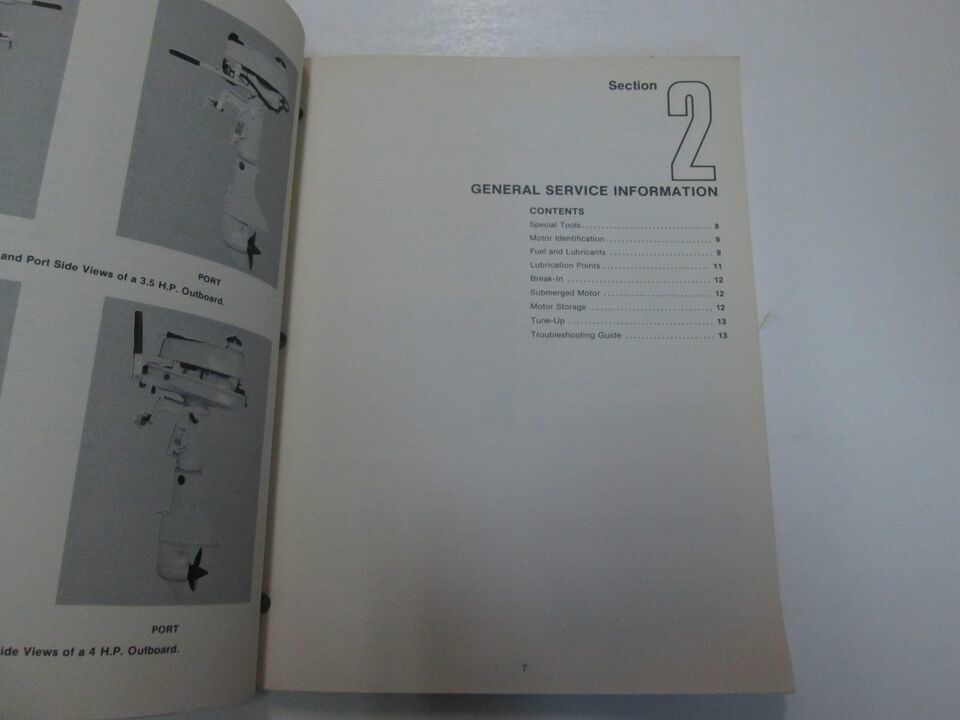 PORT
and Port Side Views of a 3.5 H.P. Outboard.
PORT
ide Views of a 4 H.P. Outboard.
Section 2
GENERAL SERVICE INFORMATION
CONTENTS
Special Tools 8
Motor Identification 9
Fuel and Lubricants 9
Lubrication Points 11
Break-In 12
Submerged Motor 12
Motor Storage 12
Tune-Up 13
Troubleshooting Guide 13
7